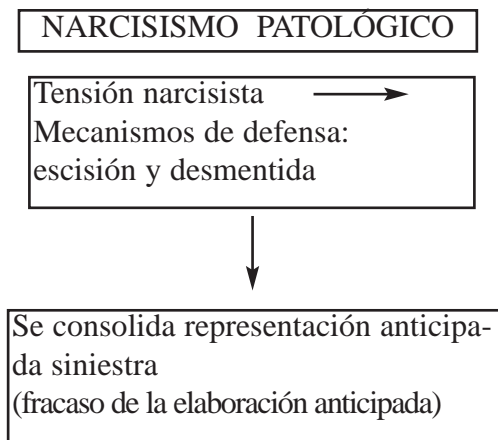 NARCISISMO PATOLÓGICO
Tensión narcisista
Mecanismos de defensa:
escisión y desmentida
Se consolida representación anticipa-
da siniestra
(fracaso de la elaboración anticipada)